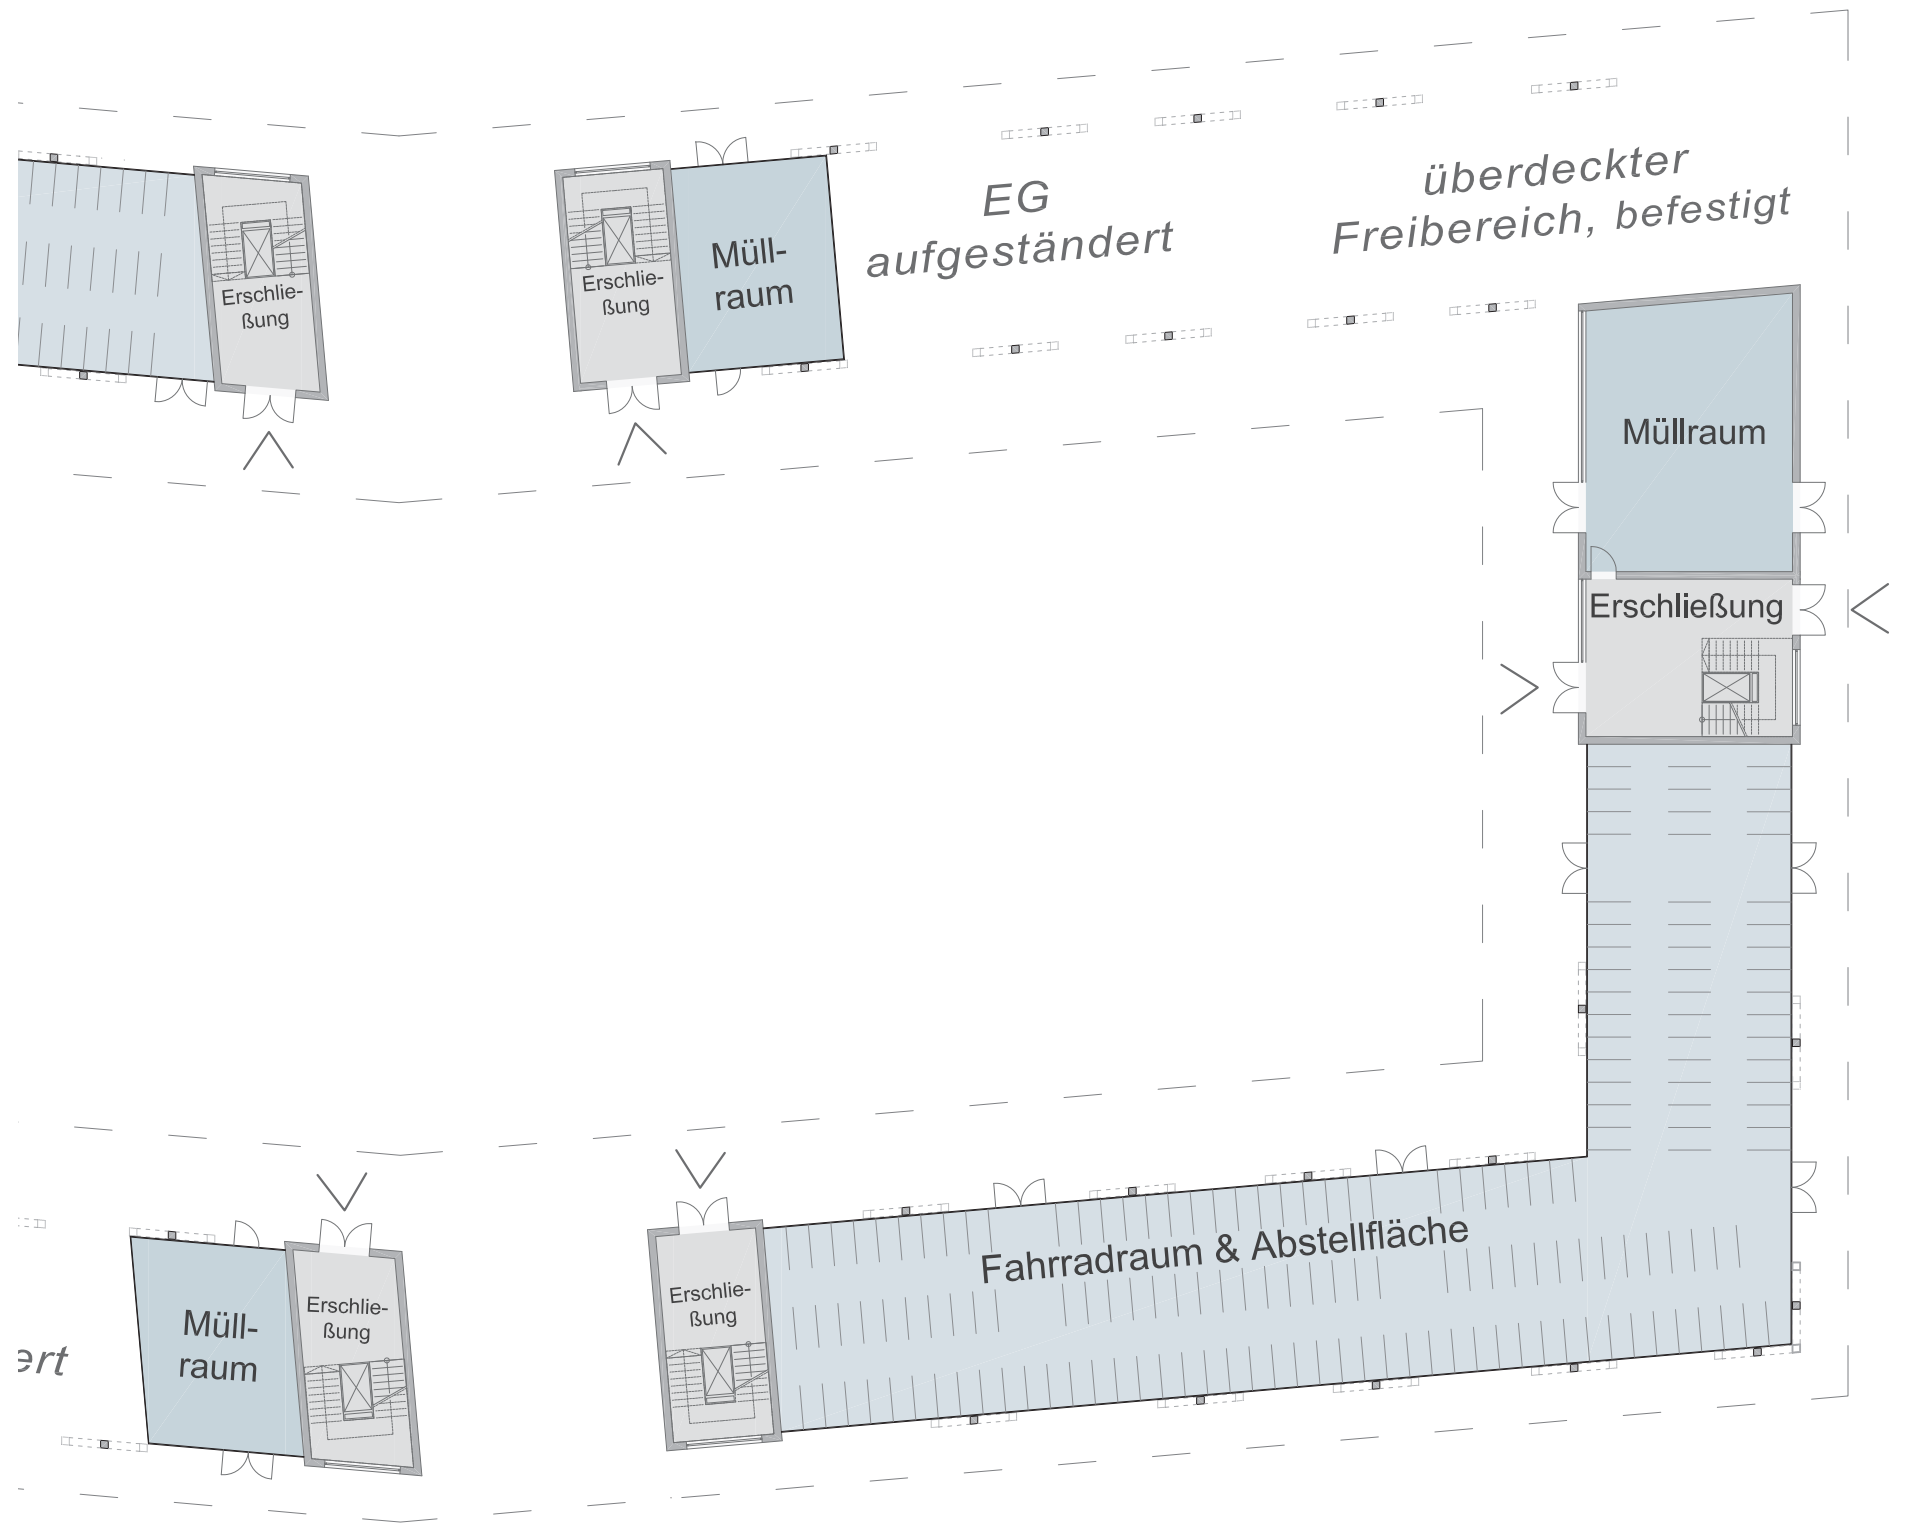 EG
aufgeständert
überdeckter
Freibereich, befestigt
Müll-
raum
Erschlie-
ßung
Erschlie-
ßung
Müllraum
Erschließung
Fahrradraum & Abstellfläche
Erschlie-
ßung
Erschlie-
ßung
Müll-
raum
ert